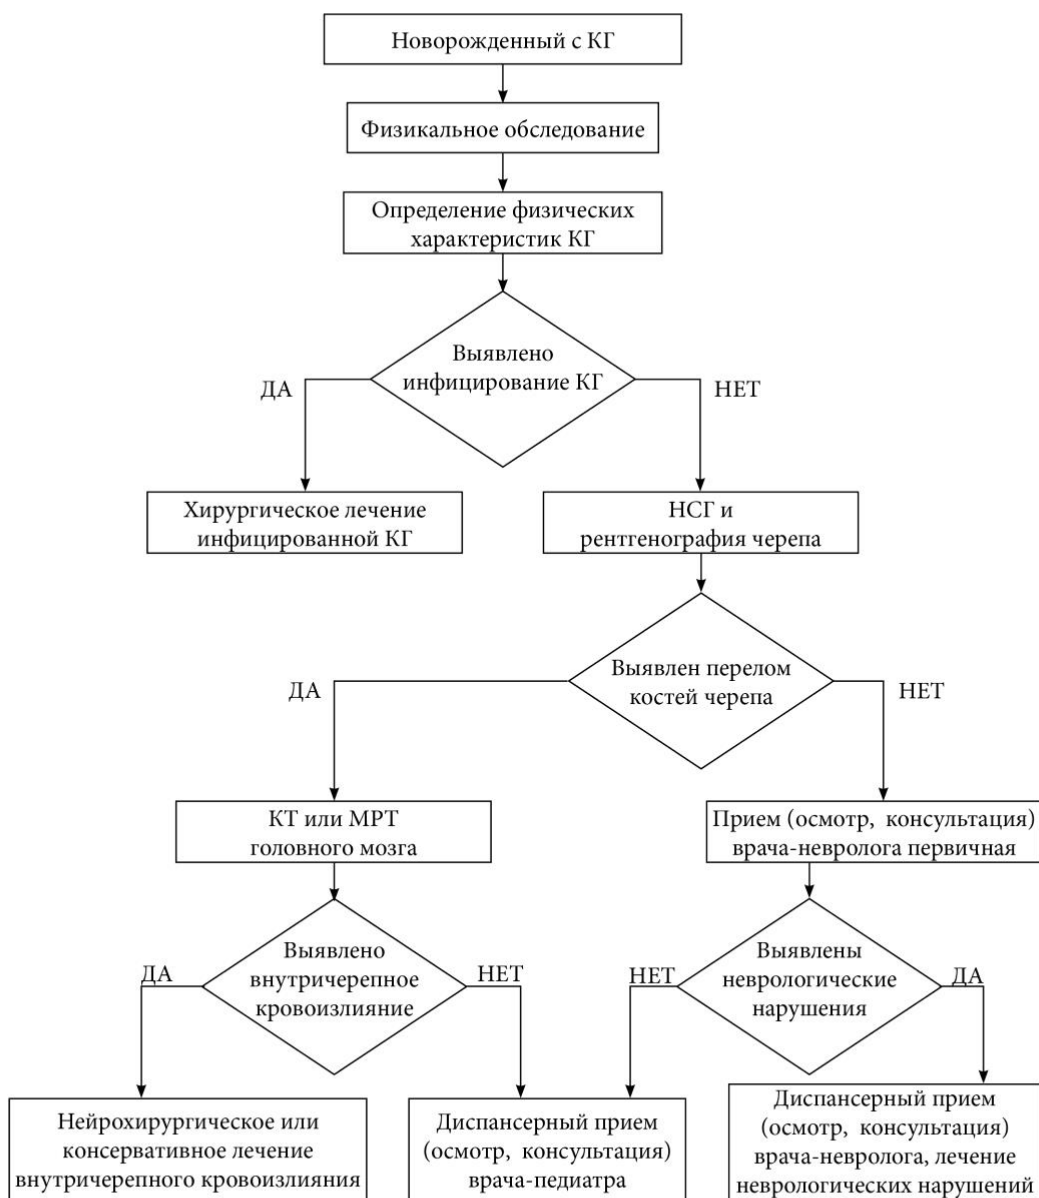 Новорожденный с КГ
Физикальное обследование
Определение физических
характеристик КГ
Выявлено
инфицирование КГ
ДА
НЕТ
Хирургическое лечение
инфицированной КГ
НСГ и
рентгенография черепа
Выявлен перелом
костей черепа
ДА
НЕТ
КТ или МРТ
головного мозга
Прием (осмотр, консультация)
врача-невролога первичная
Выявлено
внутричерепное
кровоизлияние
ДА
НЕТ
Выявлены
неврологические
нарушения
НЕТ
ДА
Нейрохирургическое или
консервативное лечение
внутричерепного кровоизлияния
Диспансерный прием
(осмотр, консультация)
врача-педиатра
Диспансерный прием
(осмотр, консультация)
врача-невролога, лечение
неврологических нарушений